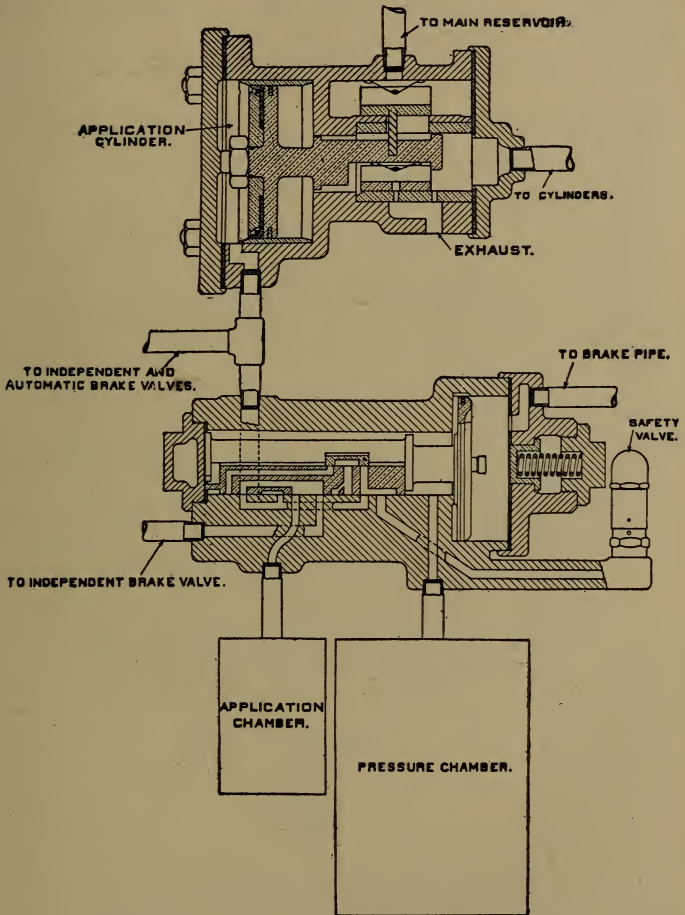 TO MAIN RESERVOIR.
APPLICATION
CYLINDER.
TO CYLINDERS.
EXHAUST.
TO INDEPENDENT AND
AUTOMATIC BRAKE VALVES.
TO BRAKE PIPE.
SAFETY
VALVE.
TO INDEPENDENT BRAKE VALVE.
APPLICATION
CHAMBER.
PRESSURE CHAMBER.